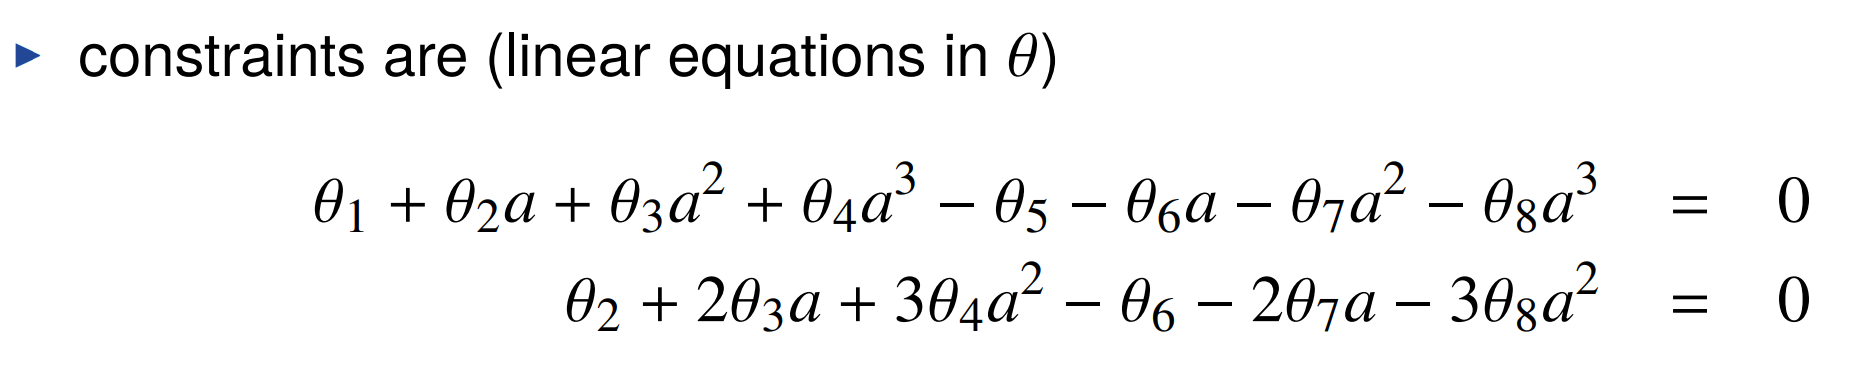 ▶ constraints are (linear equations in θ)
θ₁ + θ₂a + θ₃a² + θ₄a³ − θ₅ − θ₆a − θ₇a² − θ₈a³ = 0
θ₂ + 2θ₃a + 3θ₄a² − θ₆ − 2θ₇a − 3θ₈a² = 0